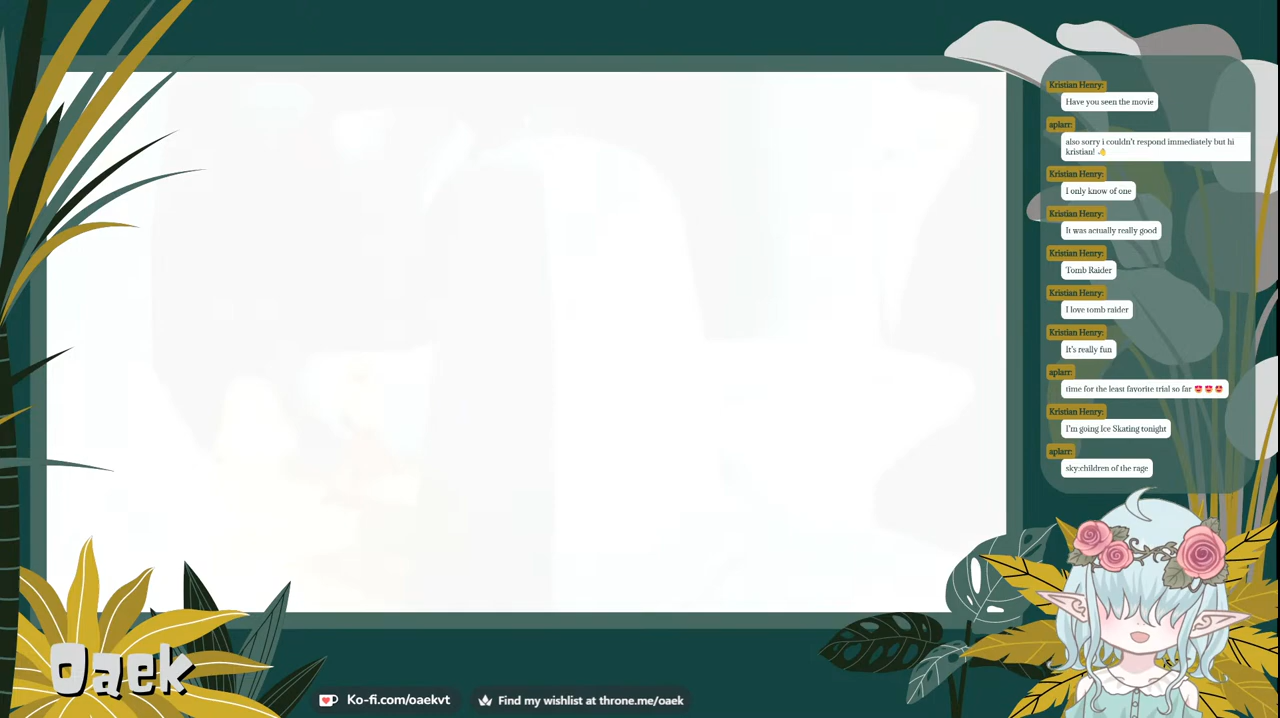 Kristian Henry:
Have you seen the movie
aplarr:
also sorry i couldn't respond immediately but hi
kristian! 👋
Kristian Henry:
I only know of one
Kristian Henry:
It was actually really good
Kristian Henry:
Tomb Raider
Kristian Henry:
I love tomb raider
Kristian Henry:
It's really fun
aplarr:
time for the least favorite trial so far 😍 😍 😍
Kristian Henry:
I'm going Ice Skating tonight
aplarr:
sky:children of the rage
Oaek
Ko-fi.com/oaekvt
Find my wishlist at throne.me/oaek